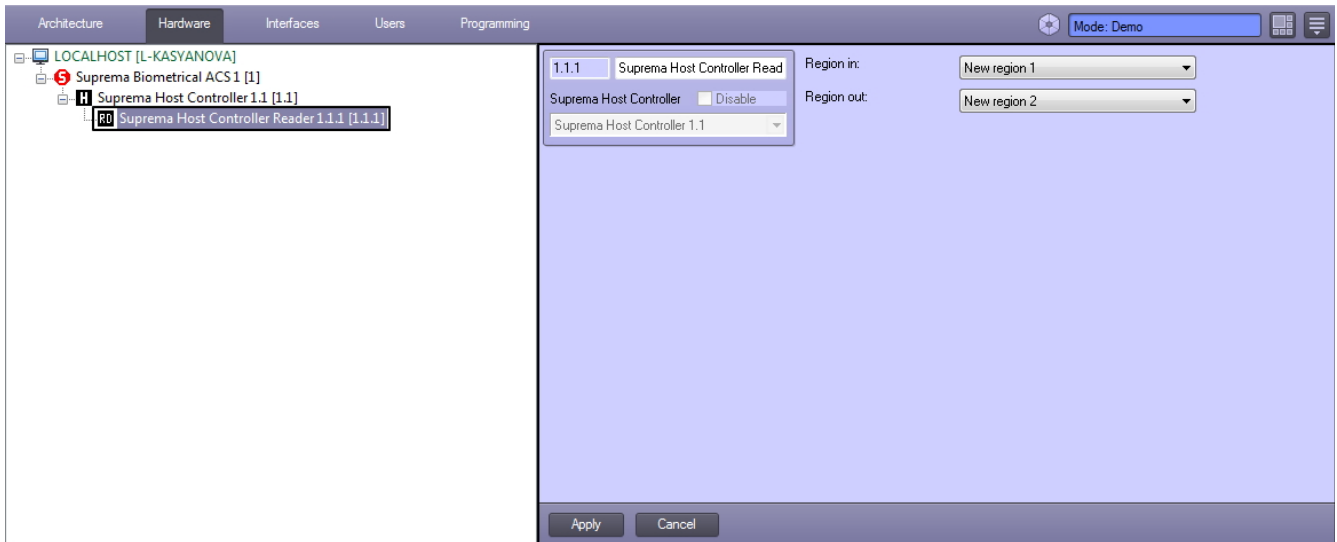 Architecture Hardware Interfaces Users Programming Mode: Demo
LOCALHOST [L-KASYANOVA]
S Suprema Biometrical ACS 1 [1]
H Suprema Host Controller 1.1 [1.1]
RD Suprema Host Controller Reader 1.1.1 [1.1.1]
1.1.1 Suprema Host Controller Read
Suprema Host Controller Disable
Suprema Host Controller 1.1
Region in: New region 1
Region out: New region 2
Apply Cancel